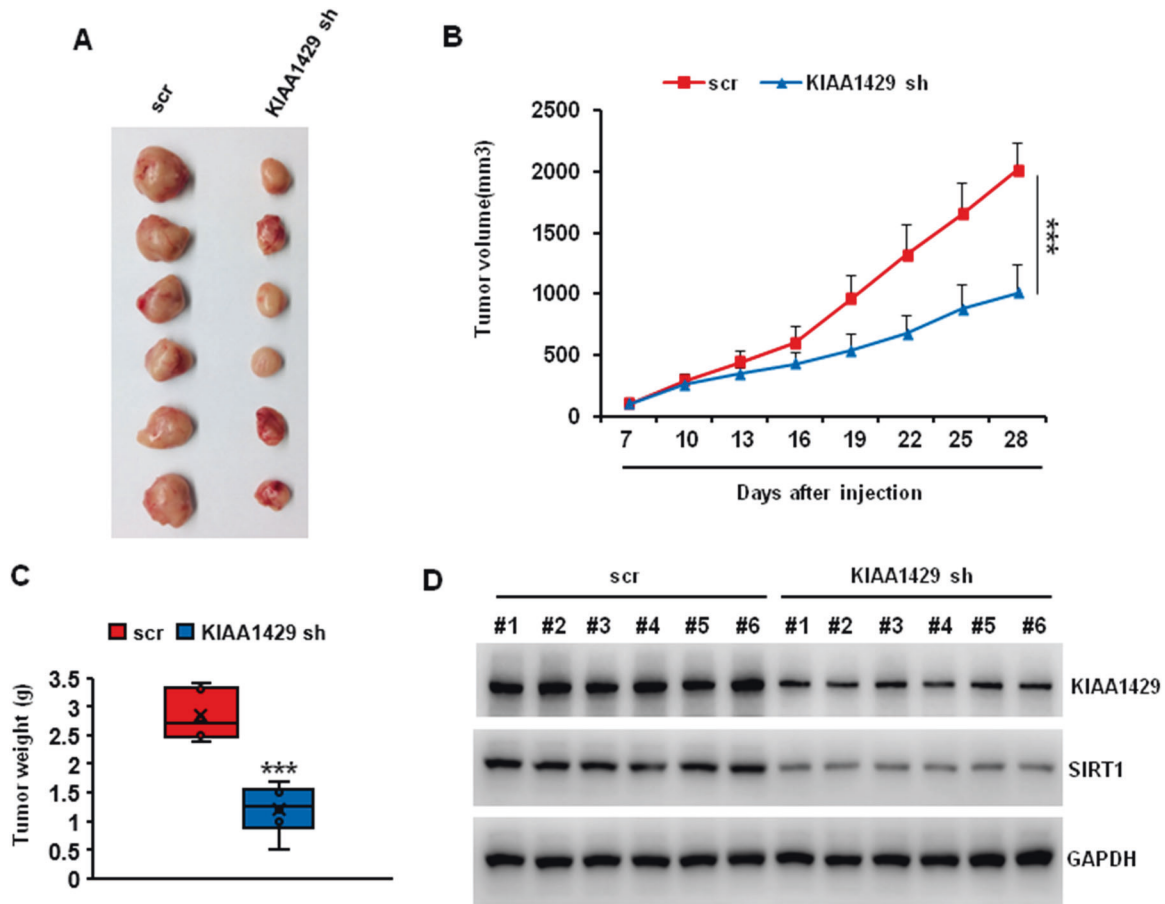 A
scr
KIAA1429 sh
B
scr
KIAA1429 sh
Tumor volume(mm3)
2500
2000
1500
1000
500
0
7 10 13 16 19 22 25 28
Days after injection
***
C
scr KIAA1429 sh
Tumor weight (g)
3.5
3
2.5
2
1.5
1
0.5
0
***
D
scr KIAA1429 sh
#1 #2 #3 #4 #5 #6 #1 #2 #3 #4 #5 #6
KIAA1429
SIRT1
GAPDH